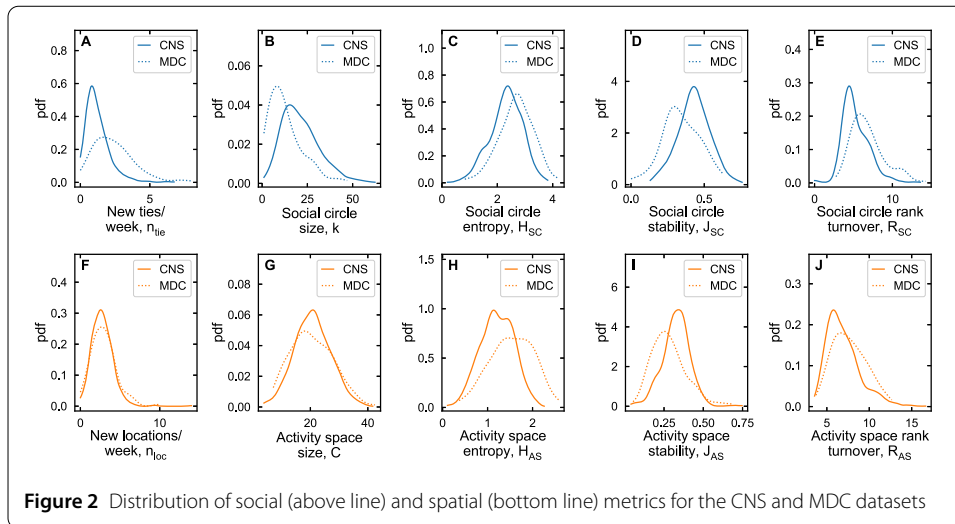 A
CNS
MDC
0.8
0.6
0.4
0.2
0.0
pdf
0
5
New ties/
week, n_tie
B
CNS
MDC
0.06
0.04
0.02
0.00
pdf
0
25
50
Social circle
size, k
C
CNS
MDC
1.0
0.8
0.6
0.4
0.2
0.0
pdf
0
2
4
Social circle
entropy, H_SC
D
CNS
MDC
4
2
0
pdf
0.0
0.5
Social circle
stability, J_SC
E
CNS
MDC
0.4
0.3
0.2
0.1
0.0
pdf
0
10
Social circle rank
turnover, R_SC
F
CNS
MDC
0.4
0.3
0.2
0.1
0.0
pdf
0
10
New locations/
week, n_loc
G
CNS
MDC
0.08
0.06
0.04
0.02
0.00
pdf
20
40
Activity space
size, C
H
CNS
MDC
1.5
1.0
0.5
0.0
pdf
0
1
2
Activity space
entropy, H_AS
I
CNS
MDC
6
4
2
0
pdf
0.25
0.50
0.75
Activity space
stability, J_AS
J
CNS
MDC
0.3
0.2
0.1
0.0
pdf
5
10
15
Activity space rank
turnover, R_AS
Figure 2 Distribution of social (above line) and spatial (bottom line) metrics for the CNS and MDC datasets